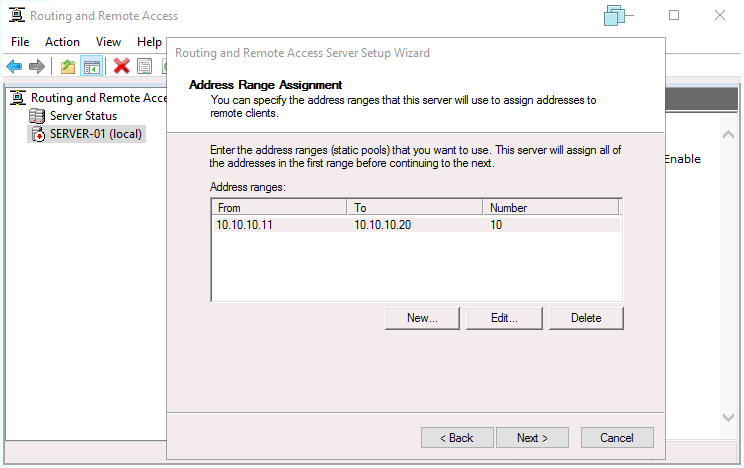 Routing and Remote Access
File Action View Help
Routing and Remote Acce
Server Status
SERVER-01 (local)
Routing and Remote Access Server Setup Wizard
Address Range Assignment
You can specify the address ranges that this server will use to assign addresses to
remote clients.
Enter the address ranges (static pools) that you want to use. This server will assign all of
the addresses in the first range before continuing to the next.
Address ranges:
From To Number
10.10.10.11 10.10.10.20 10
New... Edit... Delete
< Back Next > Cancel
Enable